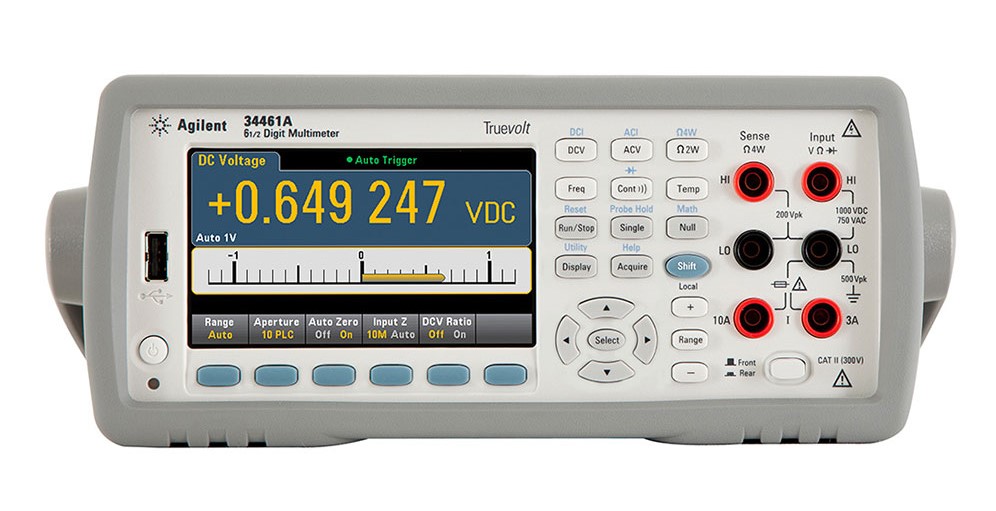 Agilent 34461A
6 1/2 Digit Multimeter
Truevolt
DC Voltage
Auto Trigger
+0.649 247 VDC
Auto 1V
−1 0 1
Range Aperture Auto Zero Input Z DCV Ratio
Auto 10 PLC Off On 10M Auto Off On
DCI ACI Ω4W
DCV ACV Ω2W
Freq Cont Temp
Reset Probe Hold Math
Run/Stop Single Null
Utility Help
Display Acquire Shift
Local
+
Select
Range
−
Sense Input
Ω4W VΩ
HI HI
200 Vpk
1000 VDC
750 VAC
LO LO
500 Vpk
10A I 3A
Front
Rear
CAT II (300V)